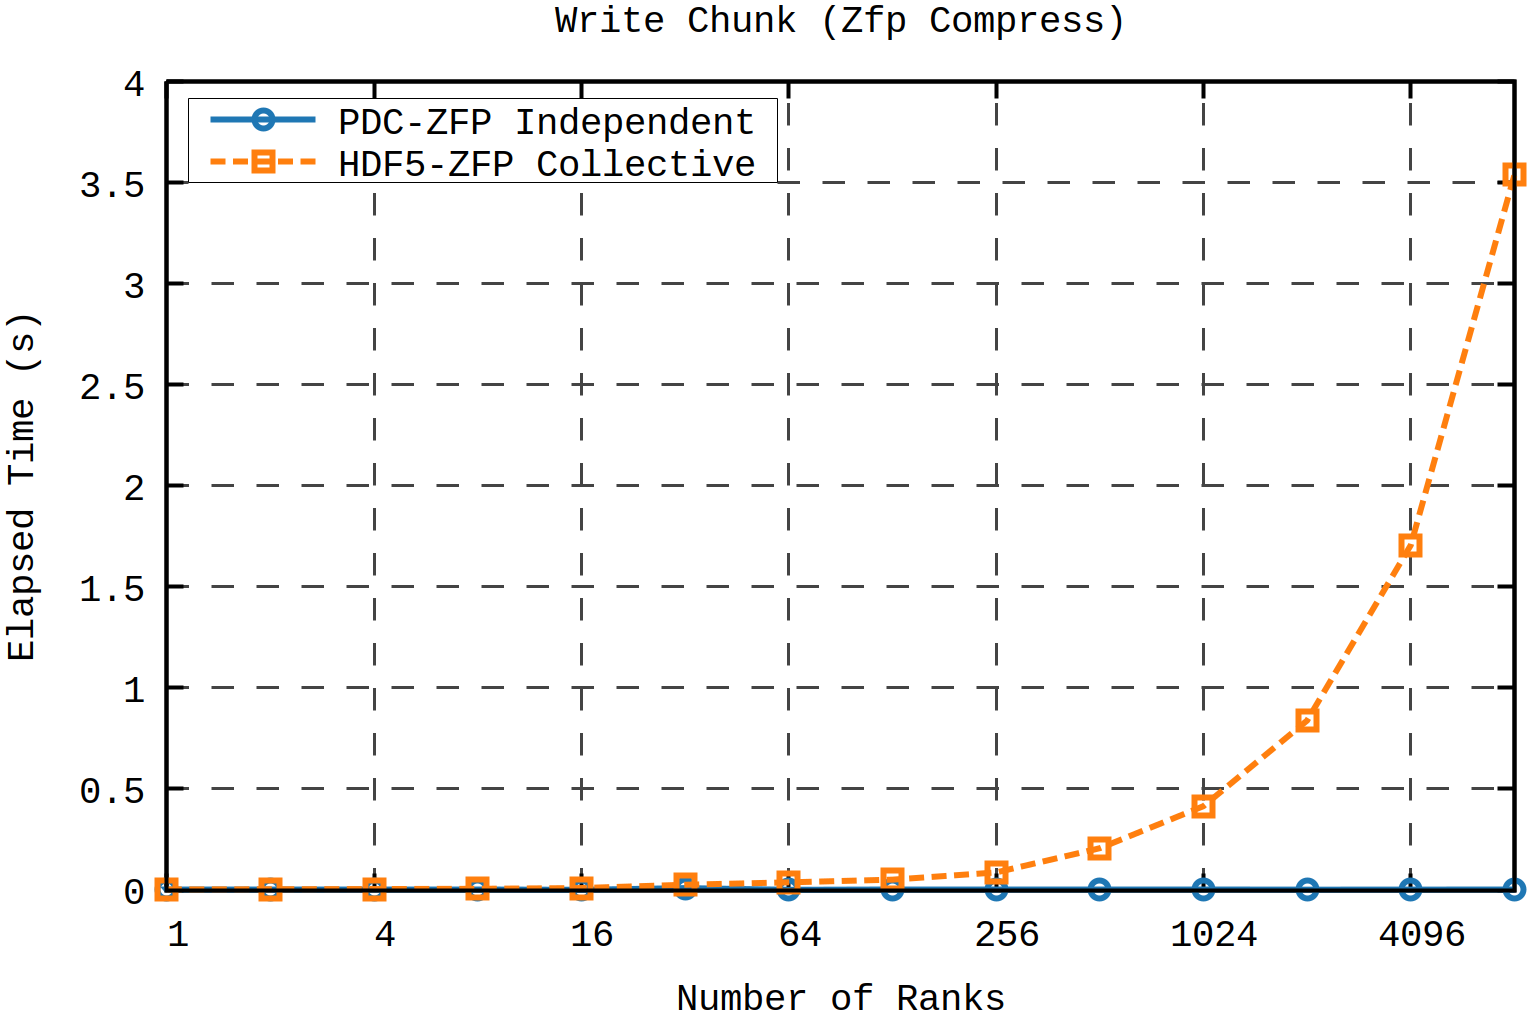 Write Chunk (Zfp Compress)
PDC-ZFP Independent
HDF5-ZFP Collective
4
3.5
3
2.5
2
1.5
1
0.5
0
Elapsed Time (s)
1 4 16 64 256 1024 4096
Number of Ranks